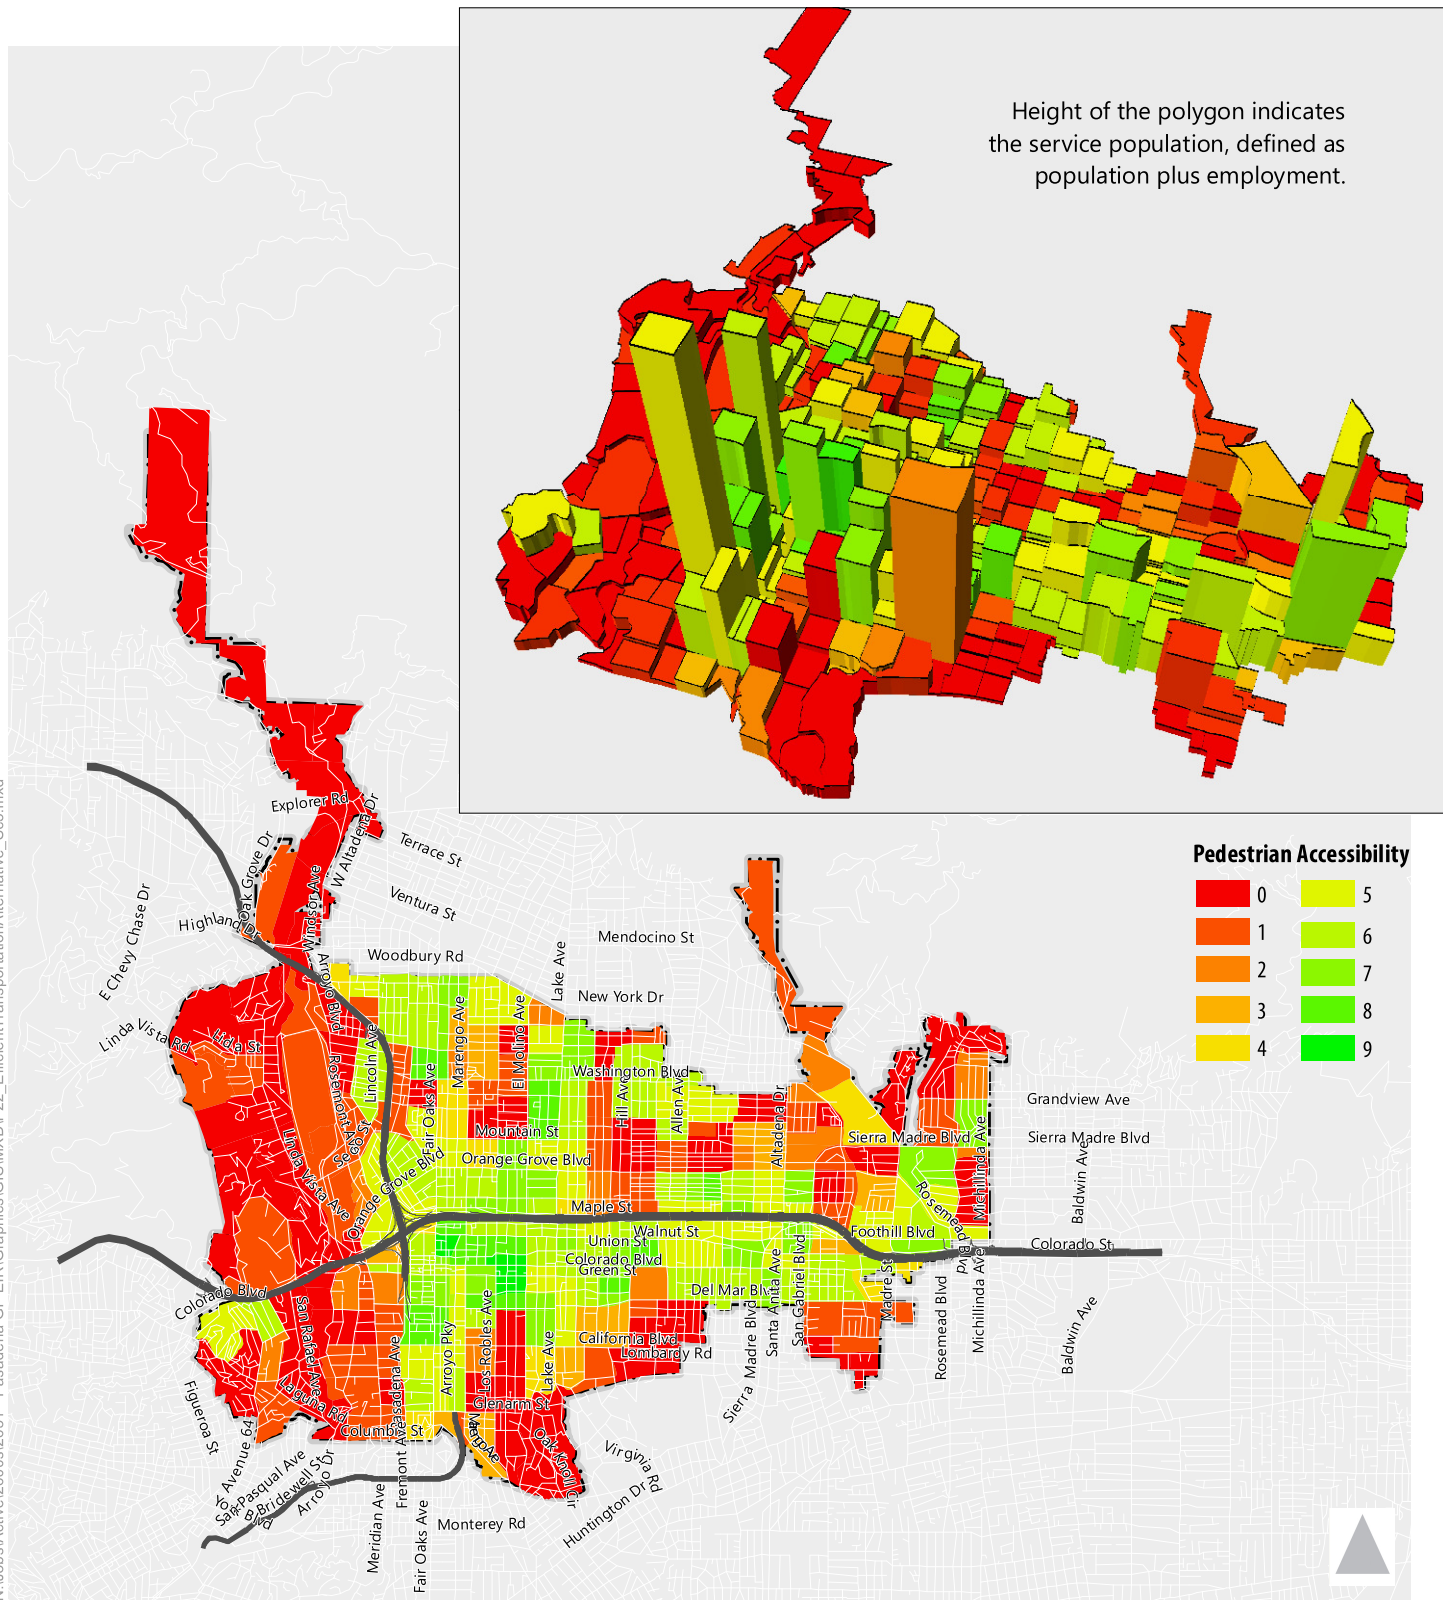 Height of the polygon indicates
the service population, defined as
population plus employment.
Pedestrian Accessibility
0
1
2
3
4
5
6
7
8
9
Explorer Rd
W Altadena Dr
Terrace St
Oak Grove Dr
Windsor Ave
Ventura St
E Chevy Chase Dr
Highland Dr
Mendocino St
Lake Ave
Woodbury Rd
Arroyo Blvd
New York Dr
Linda Vista Rd
Lida St
Lincoln Ave
Marengo Ave
El Molino Ave
Rosemont Ave
Fair Oaks Ave
Washington Blvd
Hill Ave
Allen Ave
Altadena Dr
Grandview Ave
Seco St
Mountain St
Sierra Madre Blvd
Sierra Madre Blvd
Michillinda Ave
Linda Vista Ave
Orange Grove Blvd
Orange Grove Blvd
Baldwin Ave
Rosemead Blvd
Maple St
Walnut St
Foothill Blvd
Union St
Colorado St
Colorado Blvd
Green St
Colorado Blvd
Del Mar Blv
San Rafael Ave
Los Robles Ave
Santa Anita Ave
San Gabriel Blvd
Madre St
Rosemead Blvd
Michillinda Ave
Baldwin Ave
Arroyo Pky
Lake Ave
California Blvd
Lombardy Rd
Sierra Madre Blvd
Pasadena Ave
Laguna Rd
Figueroa St
Glenarm St
Columbia St
Avenue 64
Fremont Ave
Oak Knoll Cir
Virginia Rd
San Pasqual Ave
Bridewell St
Arroyo Dr
Blvd
Huntington Dr
Meridian Ave
Fair Oaks Ave
Monterey Rd